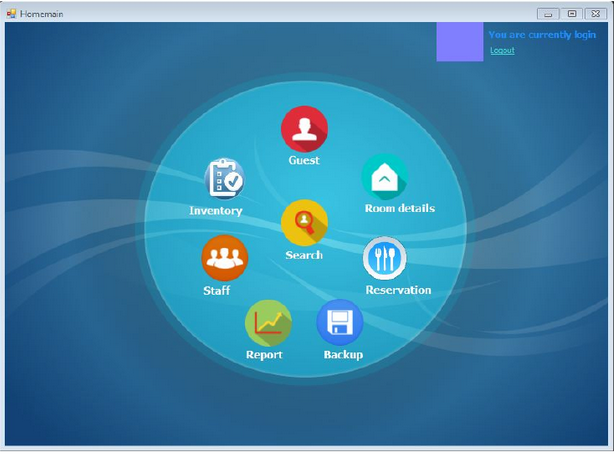 Homemain
You are currently login
Logout
Guest
Inventory
Room details
Search
Staff
Reservation
Report
Backup